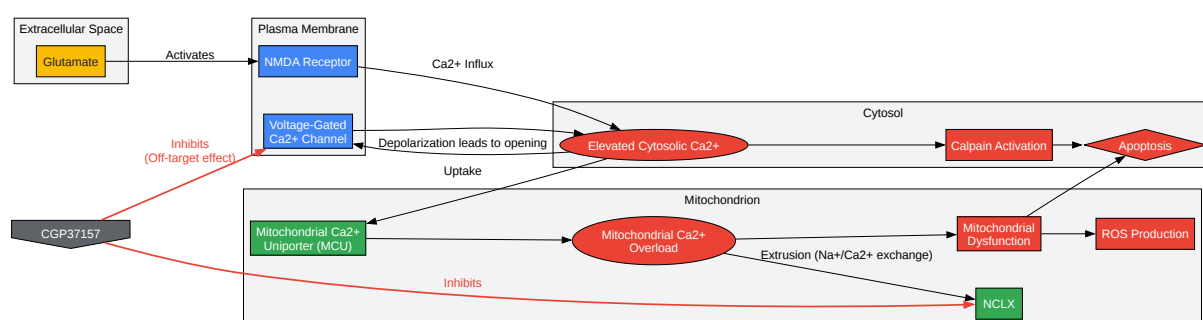 Extracellular Space
Glutamate
Activates
Plasma Membrane
NMDA Receptor
Voltage-Gated
Ca2+ Channel
Ca2+ Influx
Depolarization leads to opening
Uptake
Inhibits
(Off-target effect)
Cytosol
Elevated Cytosolic Ca2+
Calpain Activation
Apoptosis
CGP37157
Inhibits
Mitochondrion
Mitochondrial Ca2+
Uniporter (MCU)
Mitochondrial Ca2+
Overload
Extrusion (Na+/Ca2+ exchange)
Mitochondrial
Dysfunction
ROS Production
NCLX